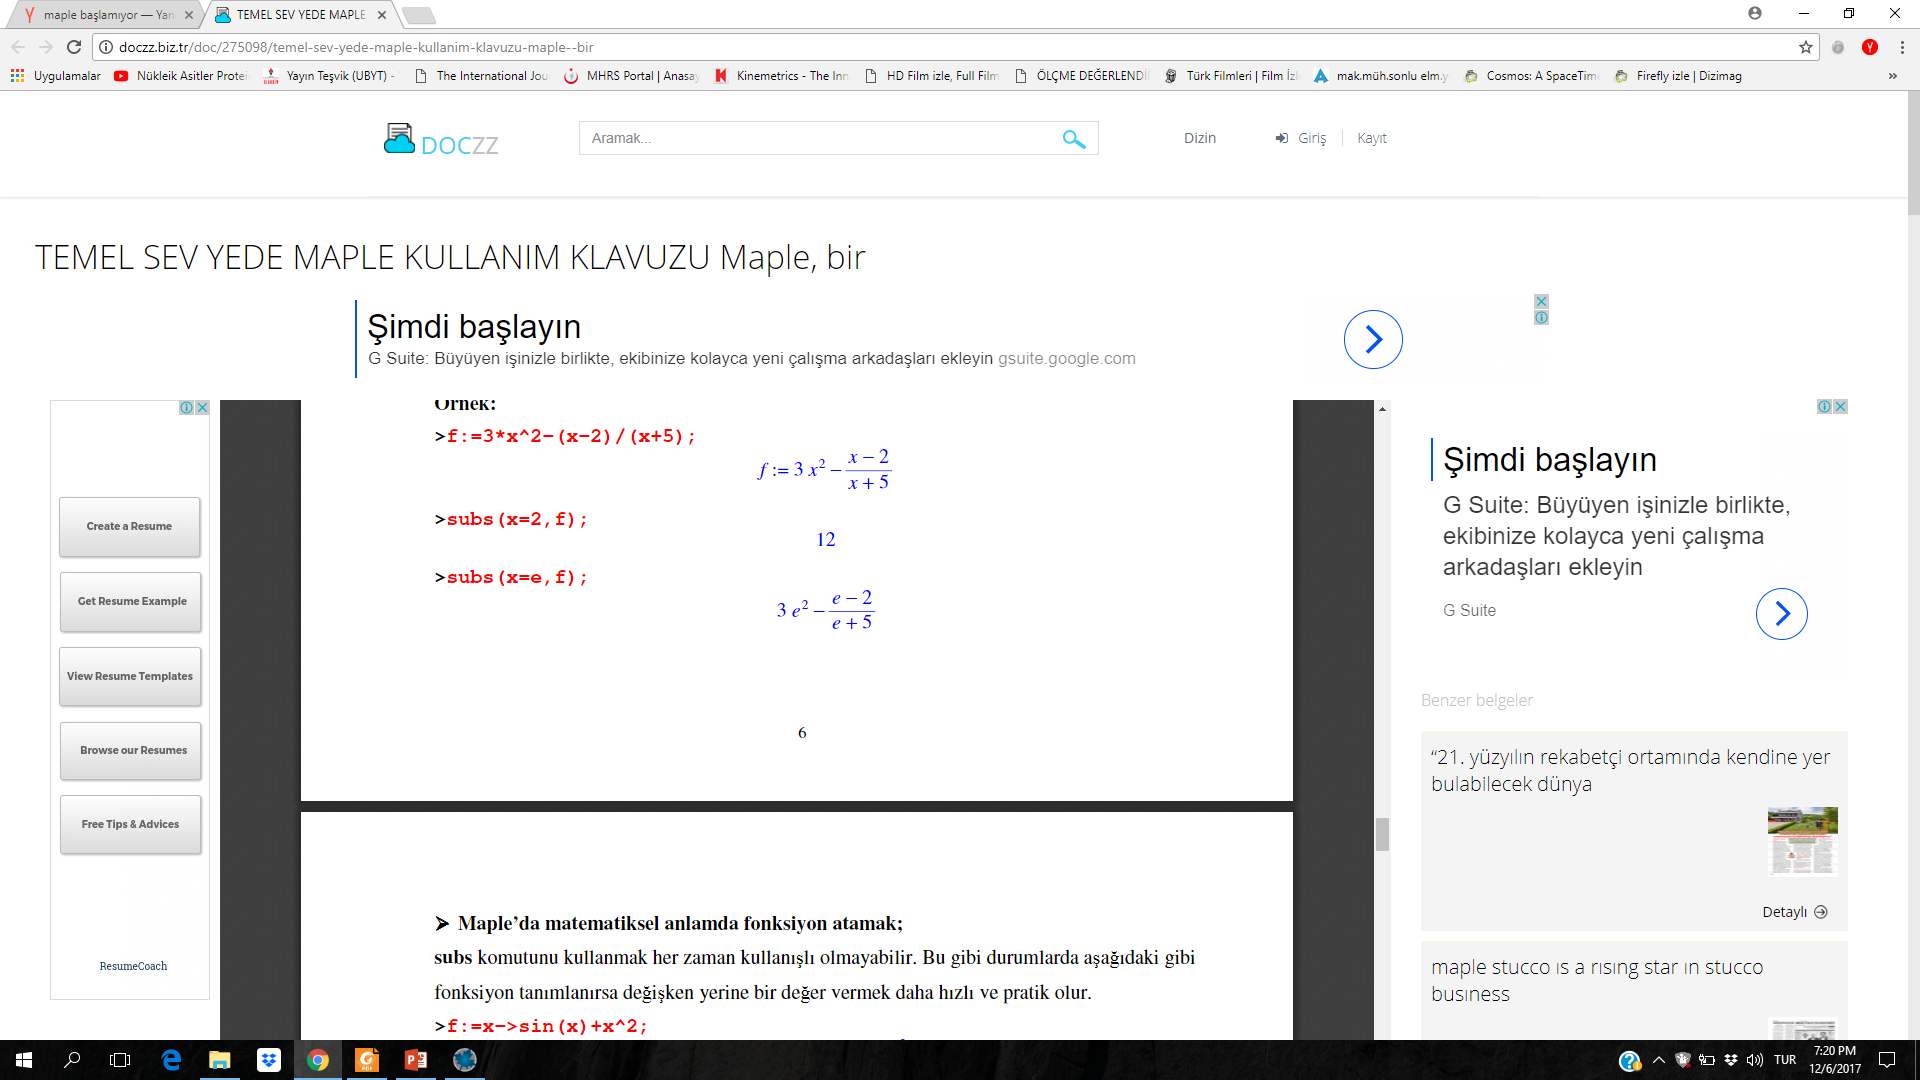 maple başlamıyor — Yan
TEMEL SEV YEDE MAPLE
doczz.biz.tr/doc/275098/temel-sev-yede-maple-kullanim-klavuzu-maple--bir
Uygulamalar
Nükleik Asitler Protei
Yayın Teşvik (UBYT) -
The International Jou
MHRS Portal | Anasay
Kinemetrics - The Inn
HD Film izle, Full Film
ÖLÇME DEĞERLENDİ
Türk Filmleri | Film İzl
mak.müh.sonlu elm.y
Cosmos: A SpaceTim
Firefly izle | Dizimag
»
DOCZZ
Aramak...
Dizin
Giriş
Kayıt
TEMEL SEV YEDE MAPLE KULLANIM KLAVUZU Maple, bir
Şimdi başlayın
G Suite: Büyüyen işinizle birlikte, ekibinize kolayca yeni çalışma arkadaşları ekleyin gsuite.google.com
Create a Resume
Get Resume Example
View Resume Templates
Browse our Resumes
Free Tips & Advices
ResumeCoach
Örnek:
>f:=3*x^2-(x-2)/(x+5);
f := 3 x² − (x − 2)/(x + 5)
>subs(x=2,f);
12
>subs(x=e,f);
3 e² − (e − 2)/(e + 5)
6
➢ Maple’da matematiksel anlamda fonksiyon atamak;
subs komutunu kullanmak her zaman kullanışlı olmayabilir. Bu gibi durumlarda aşağıdaki gibi
fonksiyon tanımlanırsa değişken yerine bir değer vermek daha hızlı ve pratik olur.
>f:=x->sin(x)+x^2;
Şimdi başlayın
G Suite: Büyüyen işinizle birlikte,
ekibinize kolayca yeni çalışma
arkadaşları ekleyin
G Suite
Benzer belgeler
“21. yüzyılın rekabetçi ortamında kendine yer
bulabilecek dünya
Detaylı
maple stucco ıs a rısıng star ın stucco
busıness
TUR
7:20 PM
12/6/2017